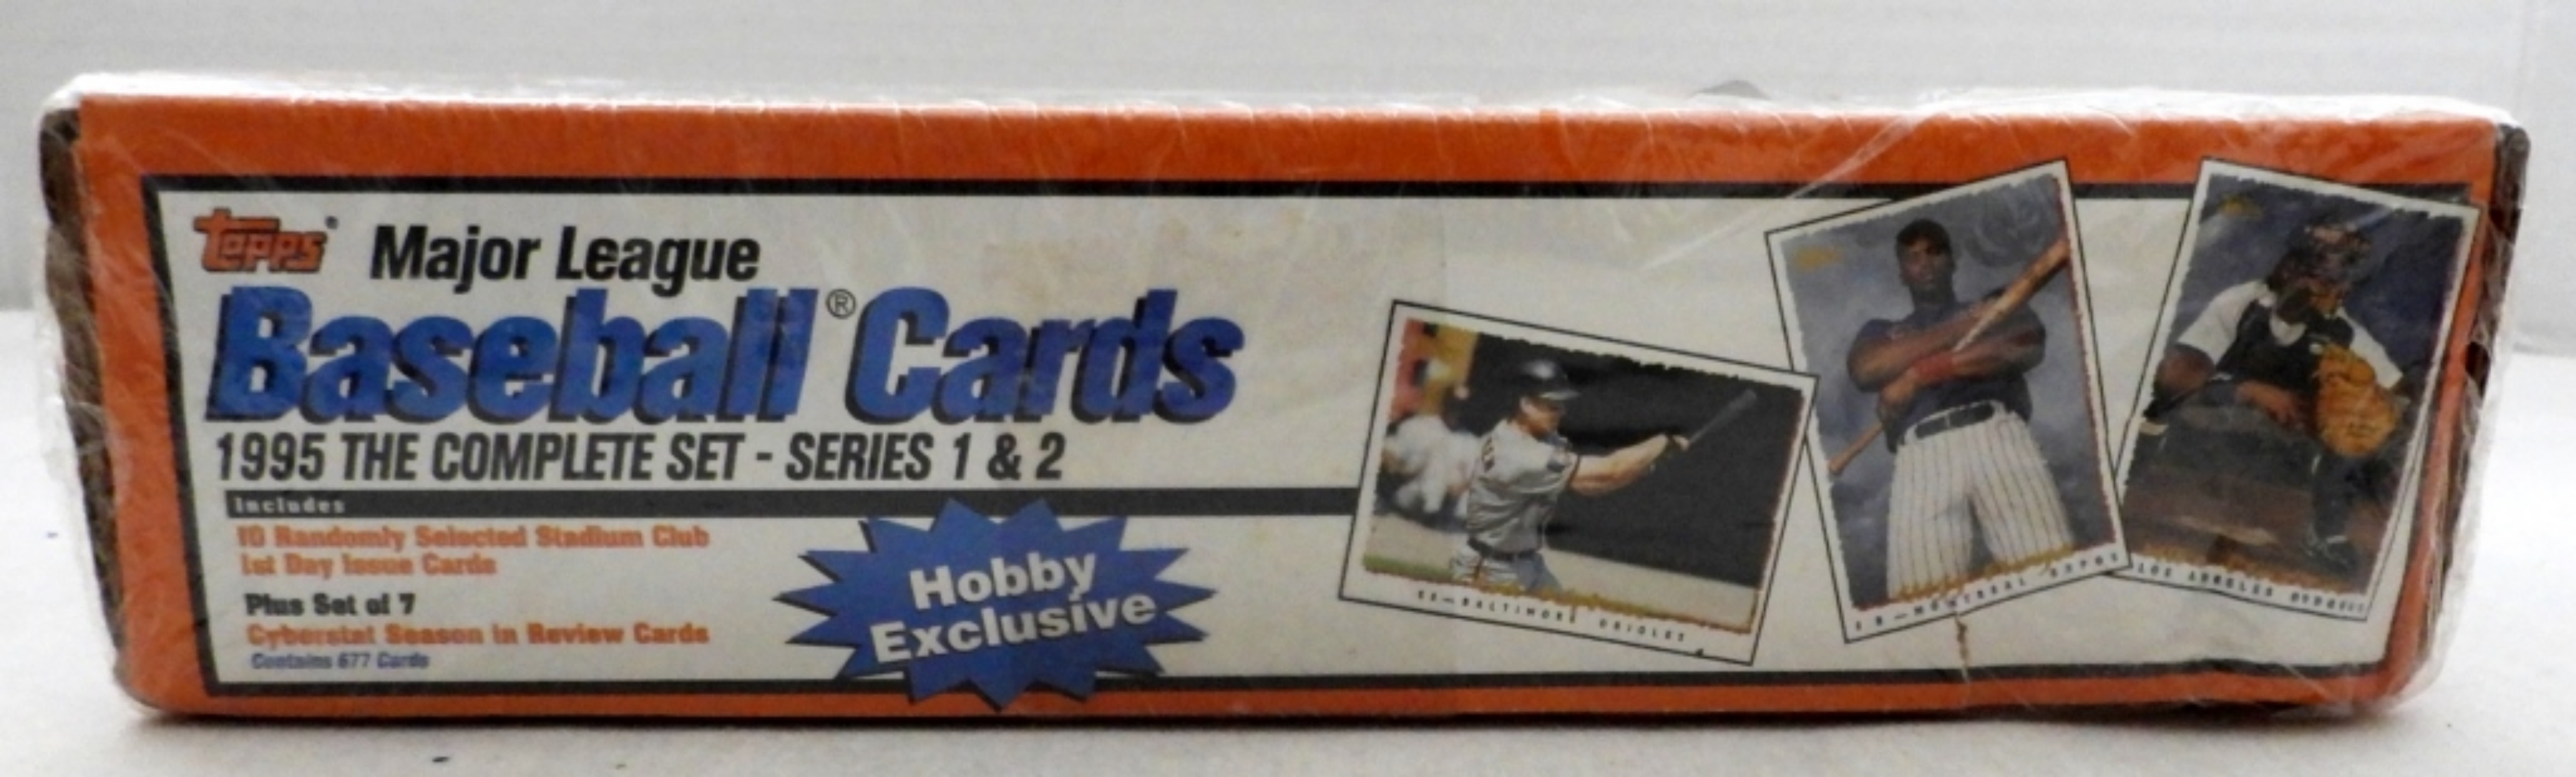 Topps® Major League
Baseball® Cards
1995 THE COMPLETE SET - SERIES 1 & 2
Includes
10 Randomly Selected Stadium Club
1st Day Issue Cards
Plus Set of 7
Cyberstat Season in Review Cards
Contains 677 Cards
Hobby
Exclusive
BALTIMORE ORIOLES
MONTREAL EXPOS
LOS ANGELES DODGERS